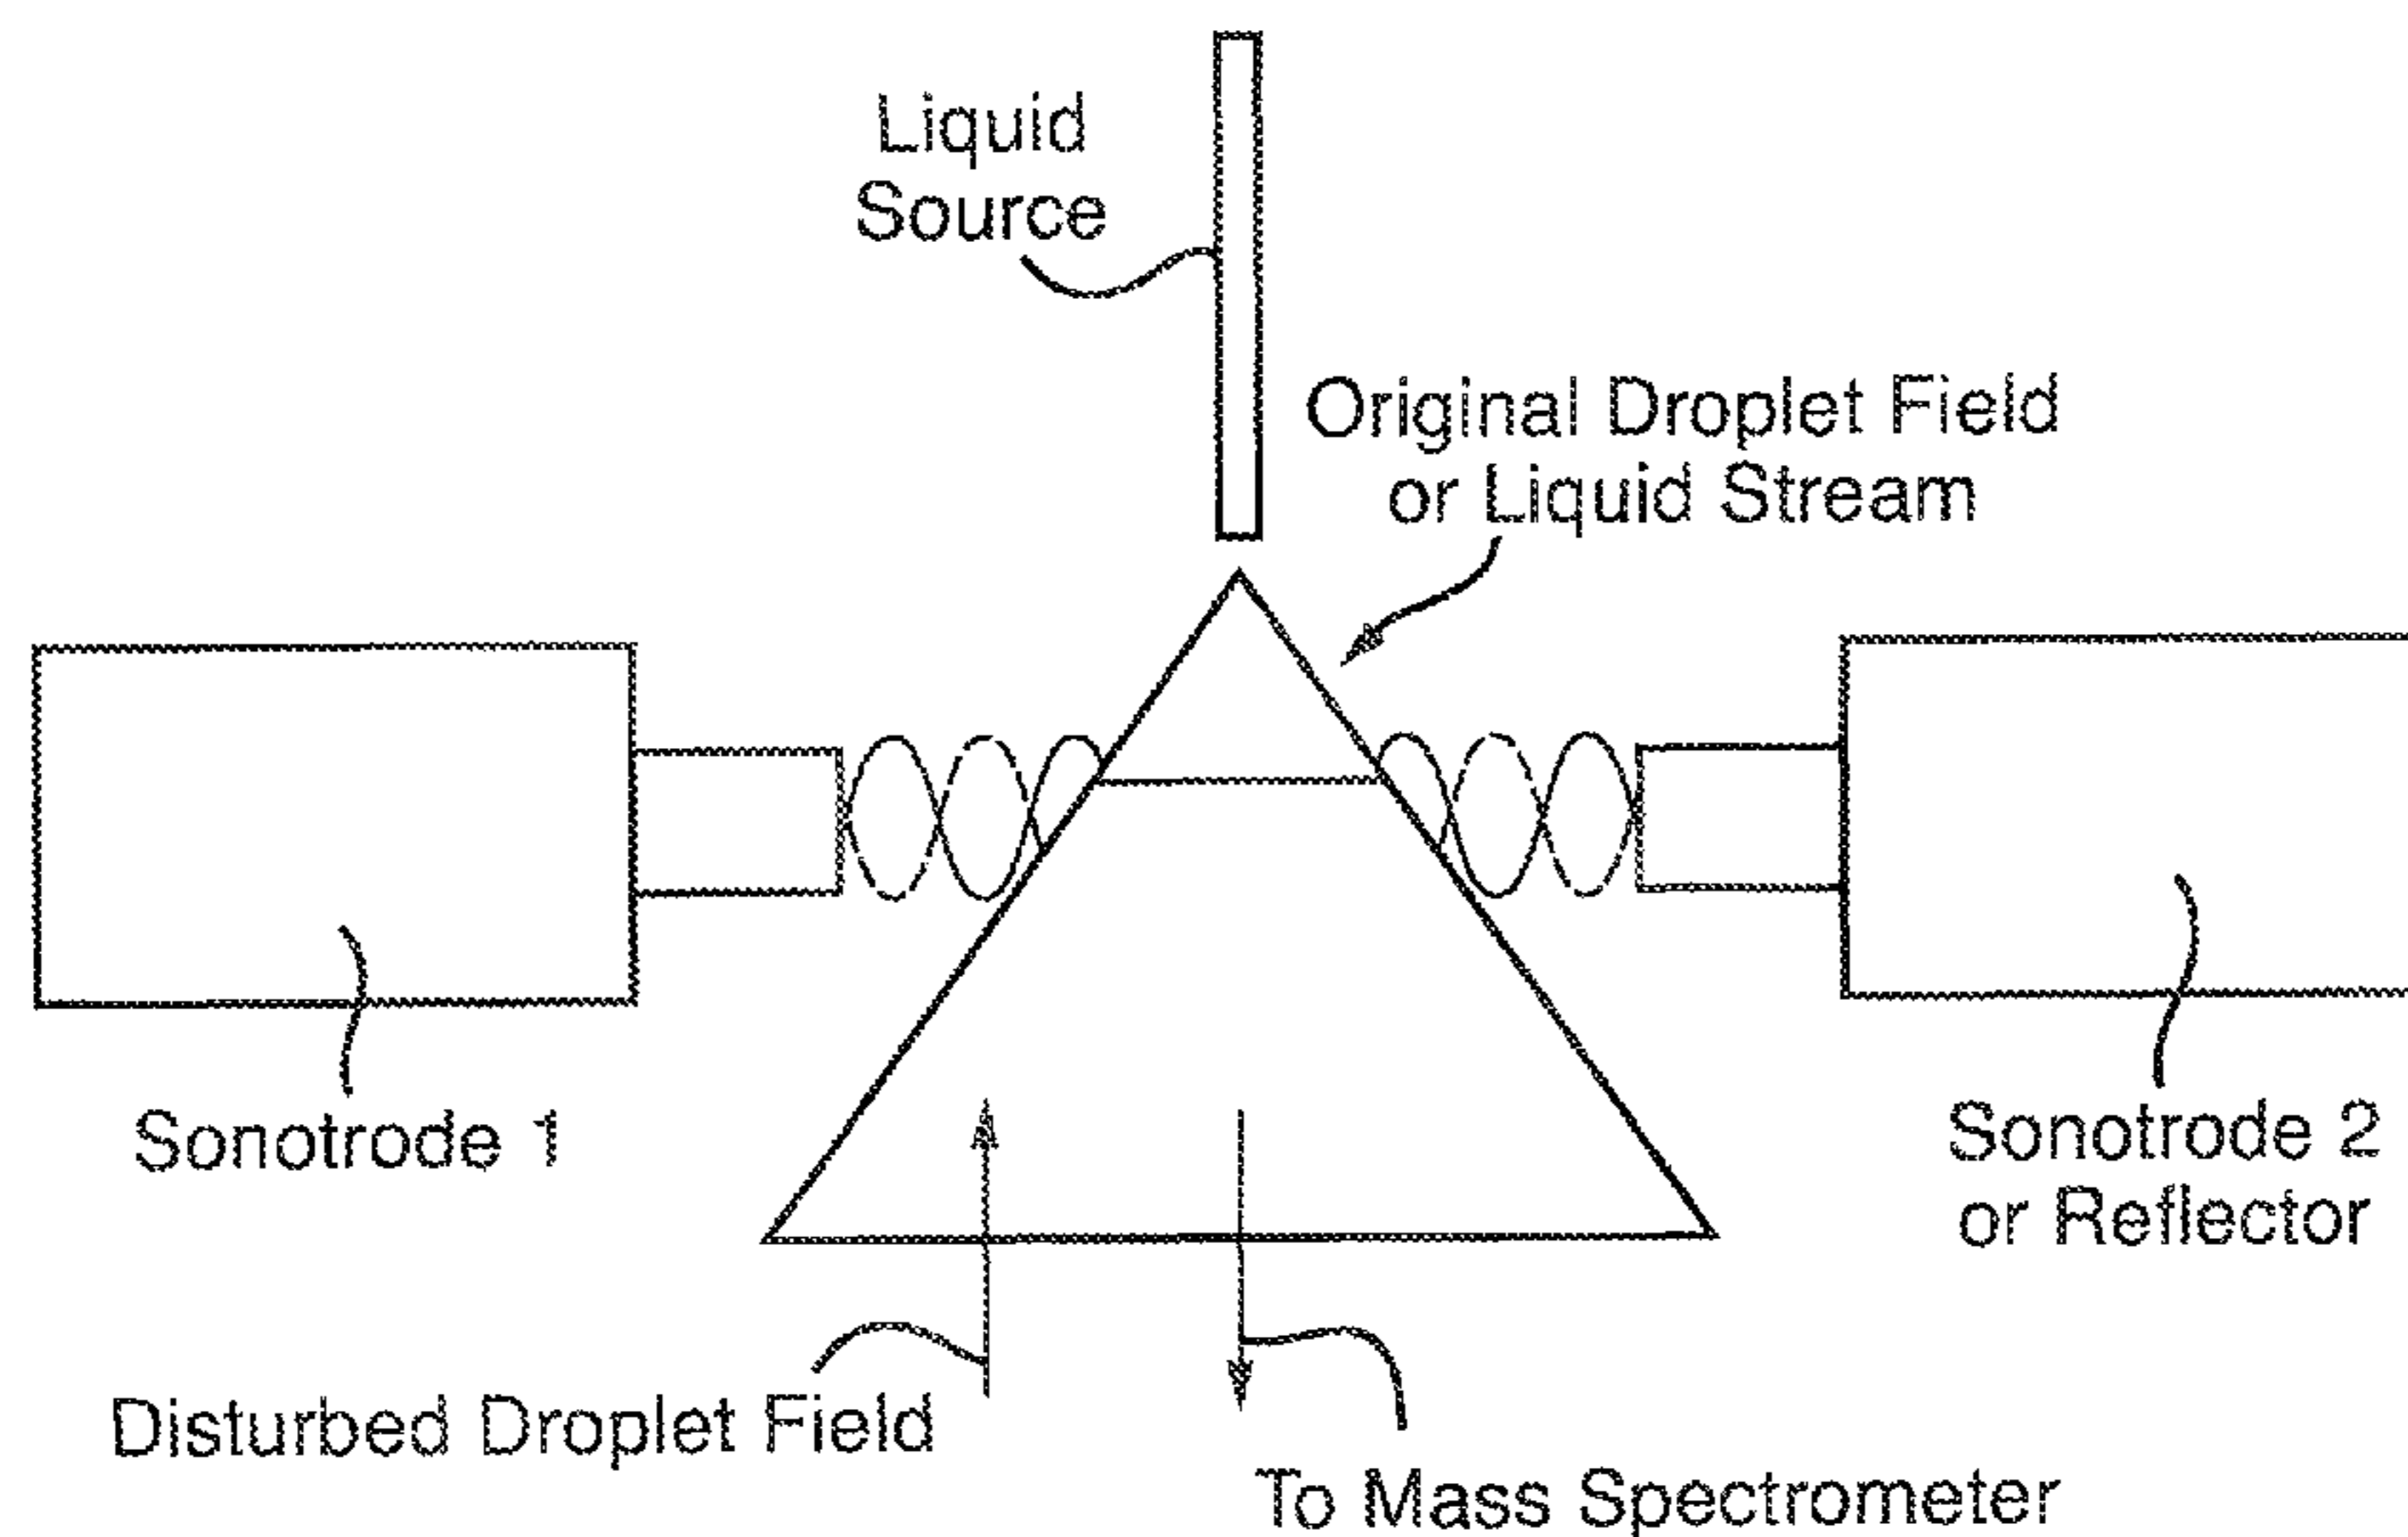 Liquid
Source
Original Droplet Field
or Liquid Stream
Sonotrode 1
Sonotrode 2
or Reflector
Disturbed Droplet Field
To Mass Spectrometer